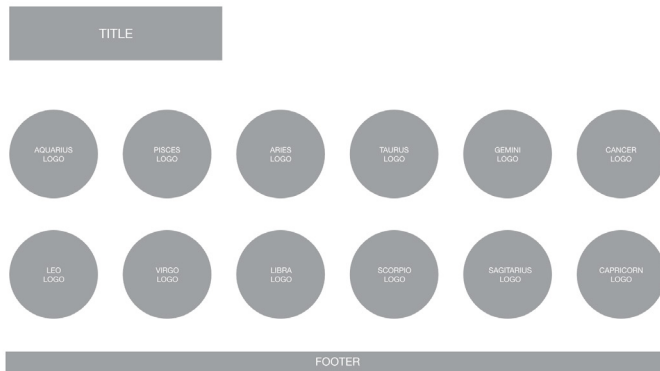 TITLE
AQUARIUS
LOGO
PISCES
LOGO
ARIES
LOGO
TAURUS
LOGO
GEMINI
LOGO
CANCER
LOGO
LEO
LOGO
VIRGO
LOGO
LIBRA
LOGO
SCORPIO
LOGO
SAGITARIUS
LOGO
CAPRICORN
LOGO
FOOTER